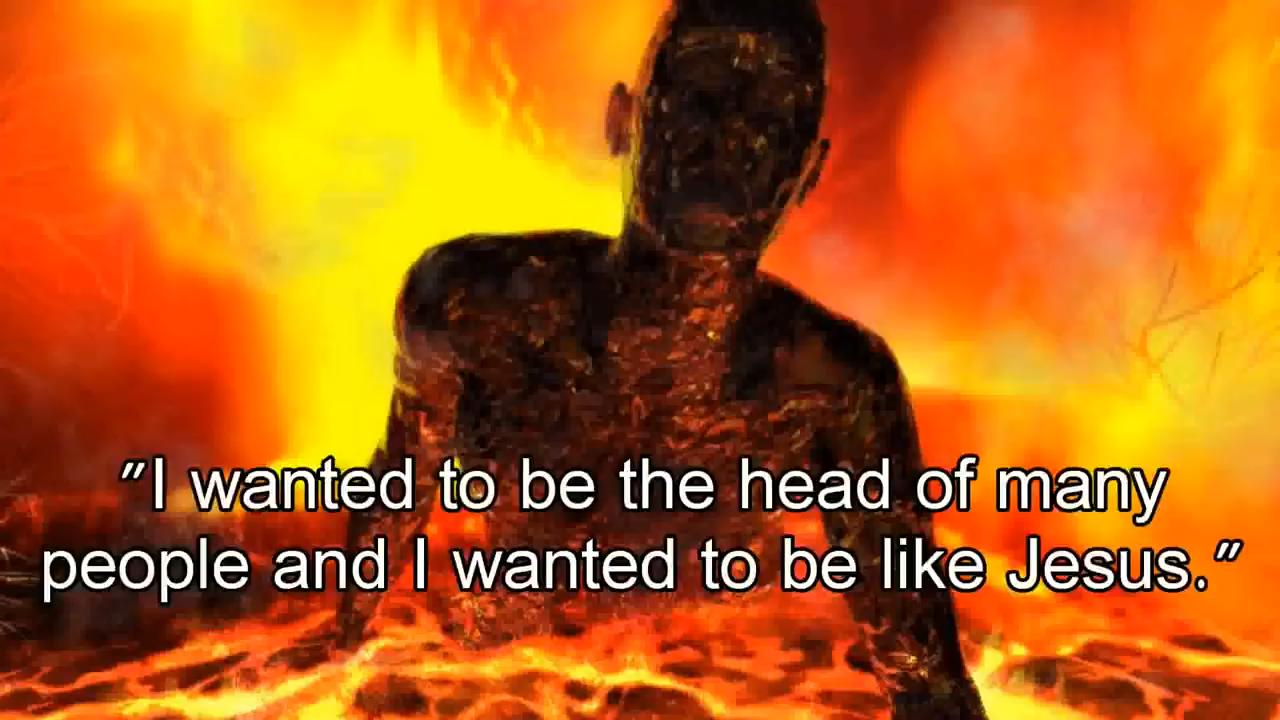 "I wanted to be the head of many
people and I wanted to be like Jesus."